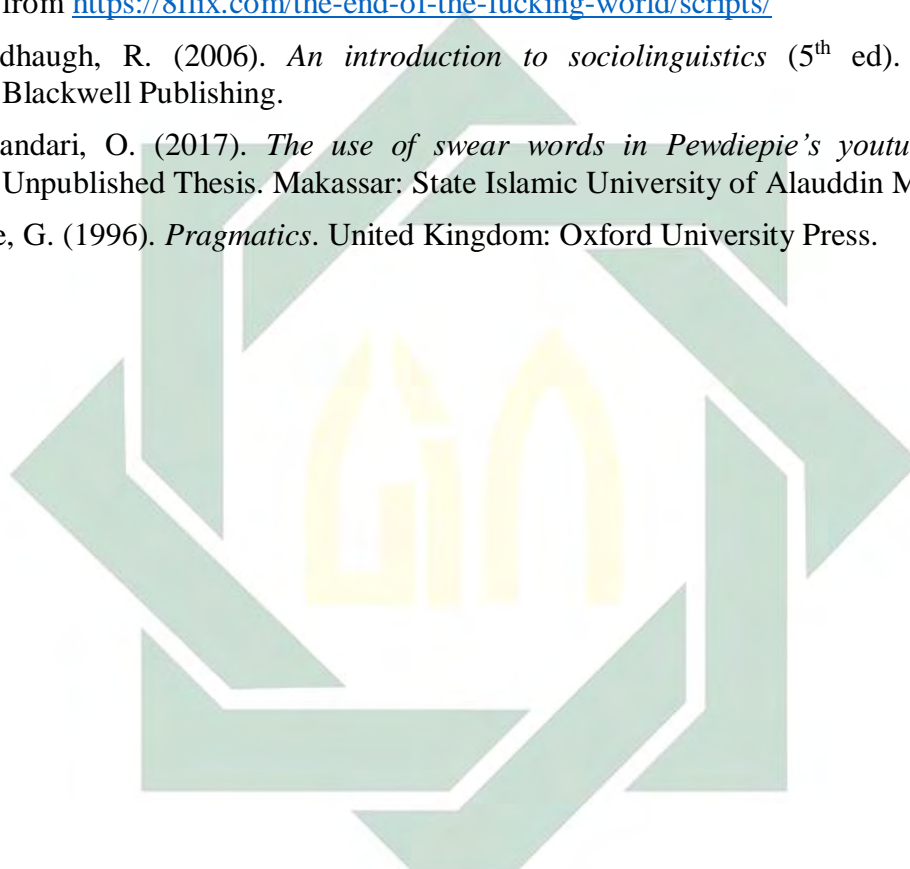 from https://8flix.com/the-end-of-the-fucking-world/scripts/
dhaugh, R. (2006). An introduction to sociolinguistics (5th ed).
Blackwell Publishing.
andari, O. (2017). The use of swear words in Pewdiepie's youtu
Unpublished Thesis. Makassar: State Islamic University of Alauddin M
e, G. (1996). Pragmatics. United Kingdom: Oxford University Press.